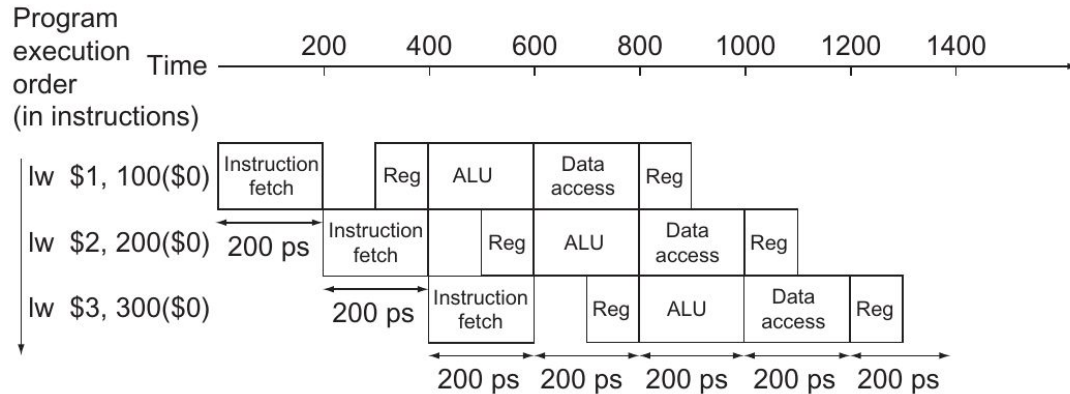 Program
execution
order
(in instructions)
Time
200 400 600 800 1000 1200 1400
lw $1, 100($0)
Instruction
fetch
Reg
ALU
Data
access
Reg
200 ps
lw $2, 200($0)
Instruction
fetch
Reg
ALU
Data
access
Reg
200 ps
lw $3, 300($0)
Instruction
fetch
Reg
ALU
Data
access
Reg
200 ps 200 ps 200 ps 200 ps 200 ps